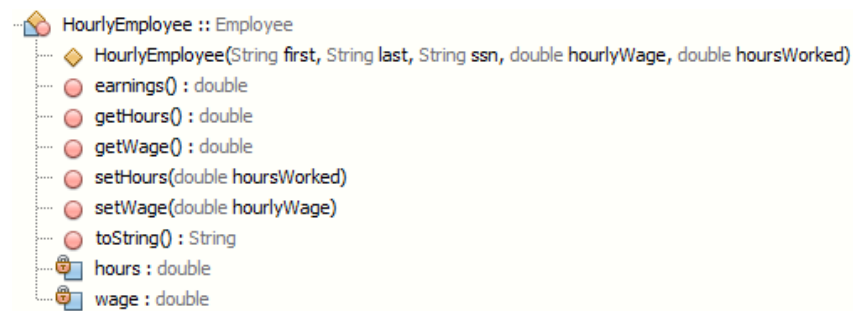 HourlyEmployee :: Employee
HourlyEmployee(String first, String last, String ssn, double hourlyWage, double hoursWorked)
earnings() : double
getHours() : double
getWage() : double
setHours(double hoursWorked)
setWage(double hourlyWage)
toString() : String
hours : double
wage : double